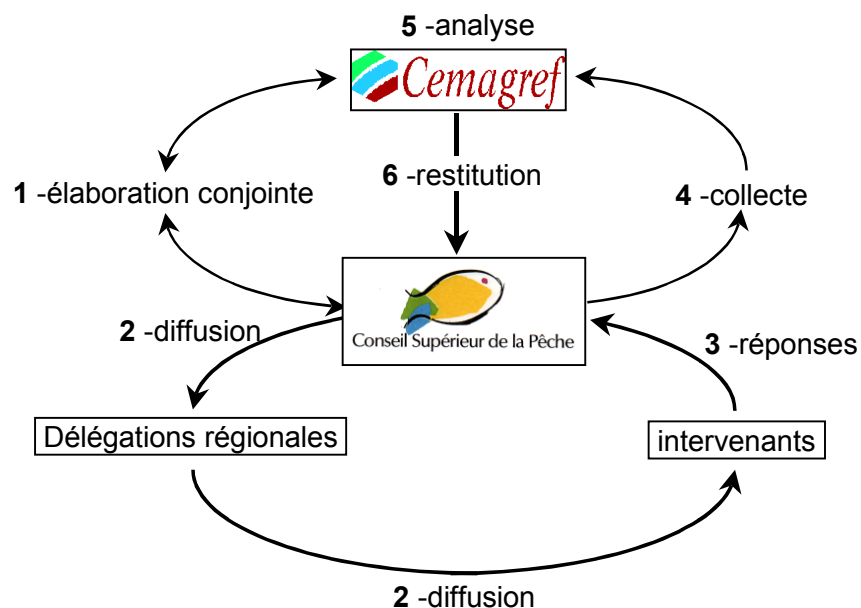 5 -analyse
Cemagref
6 -restitution
1 -élaboration conjointe
4 -collecte
Conseil Supérieur de la Pêche
2 -diffusion
3 -réponses
Délégations régionales
intervenants
2 -diffusion